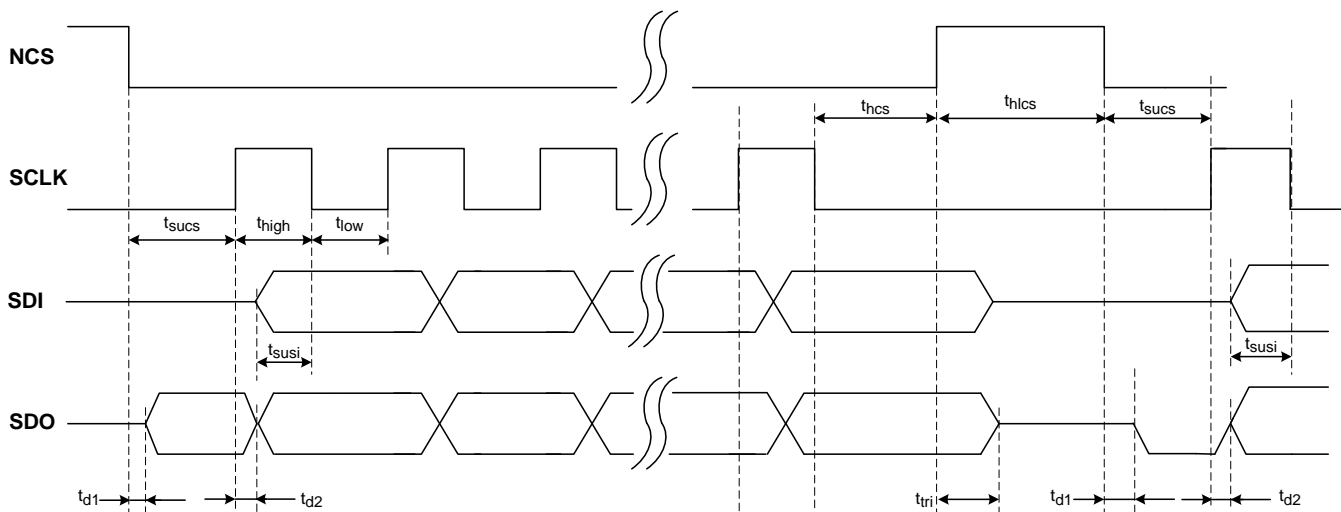 NCS
thcs
thlcs
tsucs
SCLK
tsucs
thigh
tlow
SDI
tsusi
tsusi
SDO
td1
td2
ttri
td1
td2